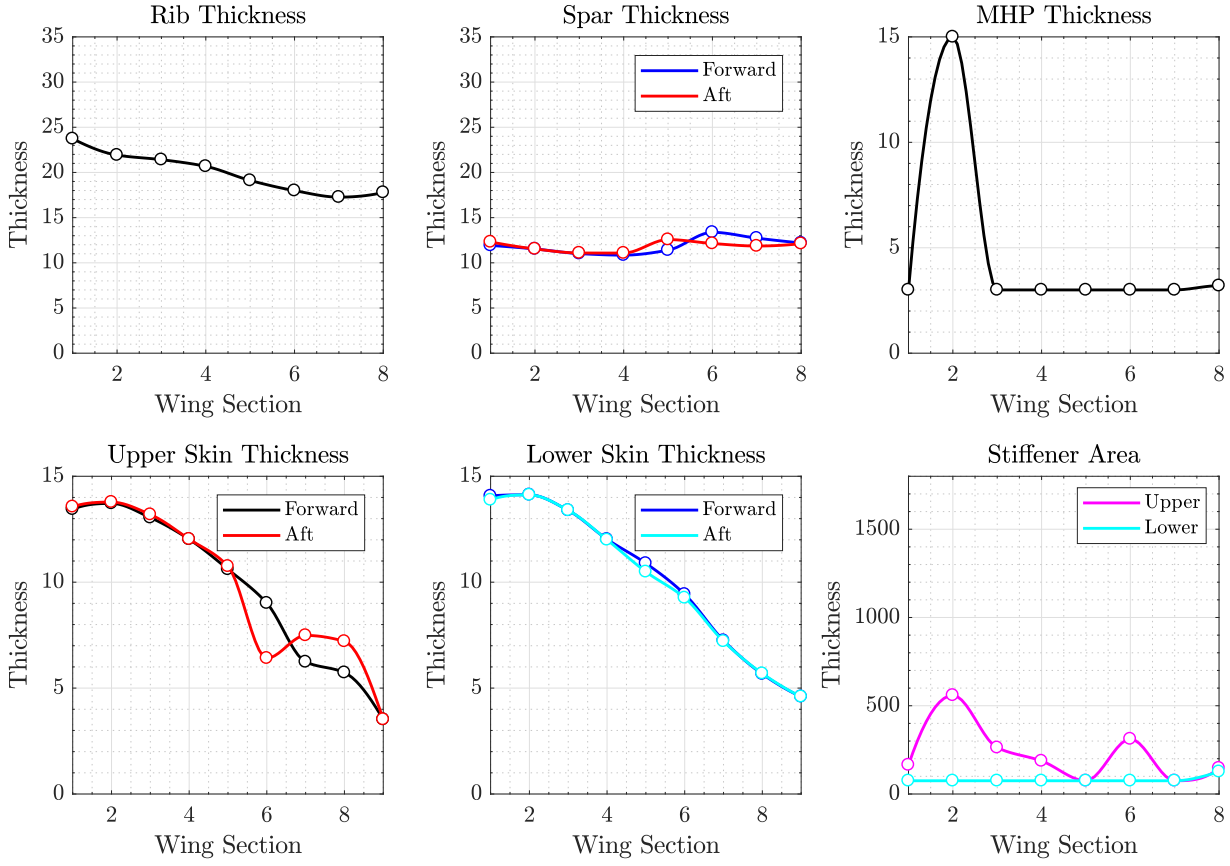 Rib Thickness
35
30
25
20
15
10
5
0
Thickness
2
4
6
8
Wing Section
Spar Thickness
35
30
25
20
15
10
5
0
Thickness
Forward
Aft
2
4
6
8
Wing Section
MHP Thickness
15
10
5
0
Thickness
2
4
6
8
Wing Section
Upper Skin Thickness
15
10
5
0
Thickness
Forward
Aft
2
4
6
8
Wing Section
Lower Skin Thickness
15
10
5
0
Thickness
Forward
Aft
2
4
6
8
Wing Section
Stiffener Area
1500
1000
500
0
Thickness
Upper
Lower
2
4
6
8
Wing Section